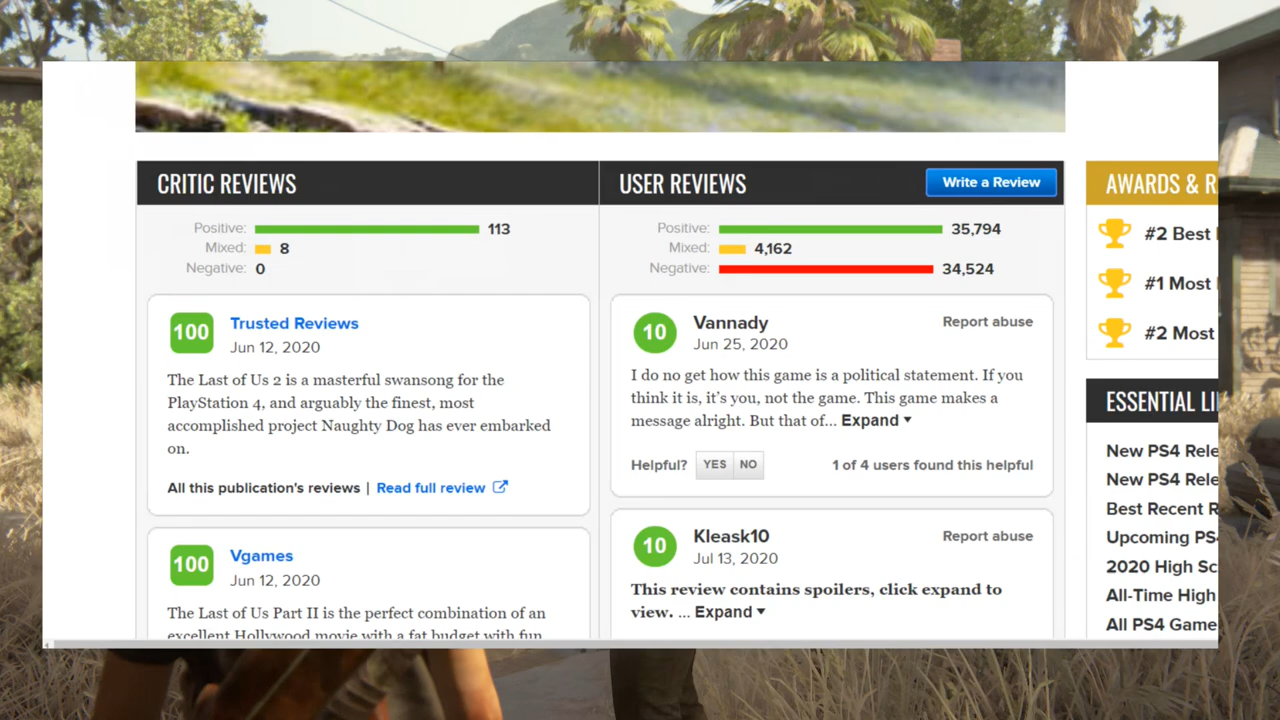 CRITIC REVIEWS
Positive: 113
Mixed: 8
Negative: 0
100 Trusted Reviews
Jun 12, 2020
The Last of Us 2 is a masterful swansong for the
PlayStation 4, and arguably the finest, most
accomplished project Naughty Dog has ever embarked
on.
All this publication's reviews | Read full review
100 Vgames
Jun 12, 2020
The Last of Us Part II is the perfect combination of an
excellent Hollywood movie with a fat budget with fun
USER REVIEWS
Write a Review
Positive: 35,794
Mixed: 4,162
Negative: 34,524
10 Vannady Report abuse
Jun 25, 2020
I do no get how this game is a political statement. If you
think it is, it's you, not the game. This game makes a
message alright. But that of... Expand
Helpful? YES NO 1 of 4 users found this helpful
10 Kleask10 Report abuse
Jul 13, 2020
This review contains spoilers, click expand to
view. ... Expand
AWARDS & R
#2 Best
#1 Most
#2 Most
ESSENTIAL LI
New PS4 Rele
New PS4 Rele
Best Recent R
Upcoming PS
2020 High Sc
All-Time High
All PS4 Game